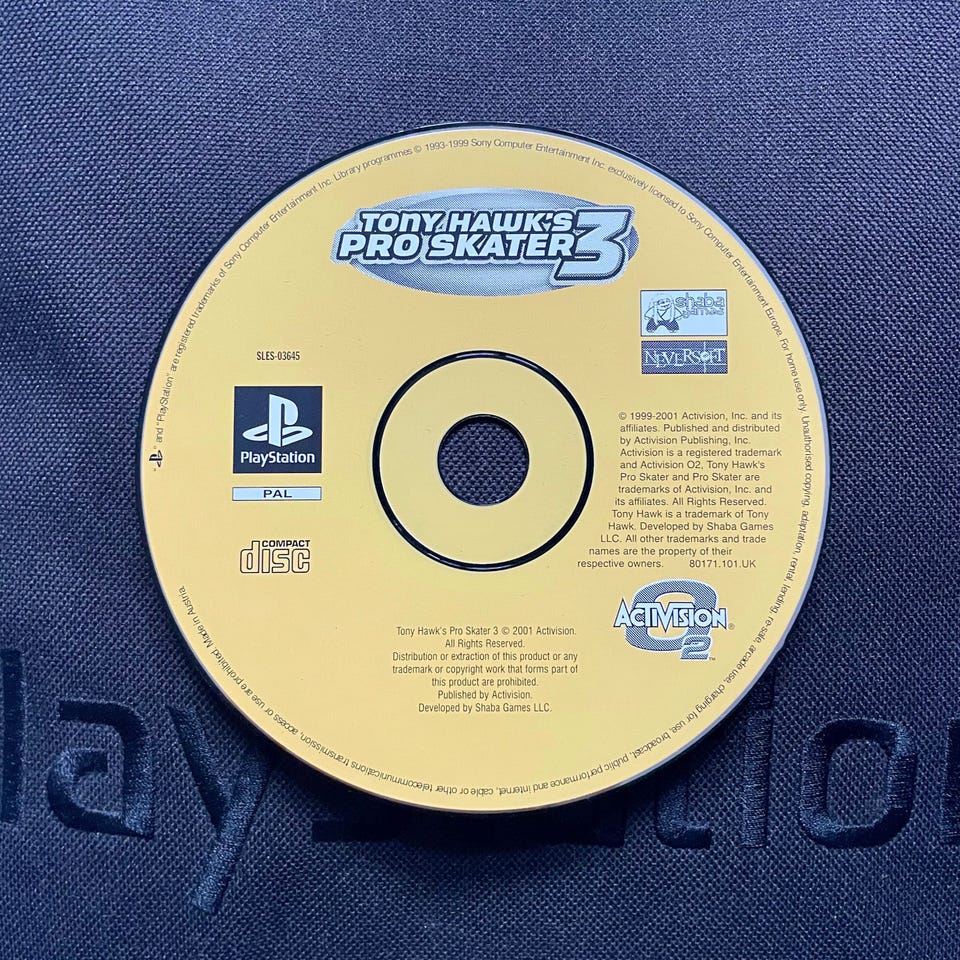 "PS" and "PlayStation" are registered trademarks of Sony Computer Entertainment Inc. Library programmes © 1993-1999 Sony Computer Entertainment Inc. exclusively licensed to Sony Computer Entertainment Europe. For home use only. Unauthorised copying, adaptation, rental, lending, re-sale, arcade use, charging for use, broadcast, public performance and internet, cable or other telecommunications transmission, access or use are prohibited. Made in Austria.
TONY HAWK'S
PRO SKATER 3
shaba
games
NEVERSOFT
SLES-03645
PlayStation
PAL
COMPACT
disc
© 1999-2001 Activision, Inc. and its
affiliates. Published and distributed
by Activision Publishing, Inc.
Activision is a registered trademark
and Activision O2, Tony Hawk's
Pro Skater and Pro Skater are
trademarks of Activision, Inc. and
its affiliates. All Rights Reserved.
Tony Hawk is a trademark of Tony
Hawk. Developed by Shaba Games
LLC. All other trademarks and trade
names are the property of their
respective owners. 80171.101.UK
ACTIVISION®
O2™
Tony Hawk's Pro Skater 3 © 2001 Activision.
All Rights Reserved.
Distribution or extraction of this product or any
trademark or copyright work that forms part of
this product are prohibited.
Published by Activision.
Developed by Shaba Games LLC.